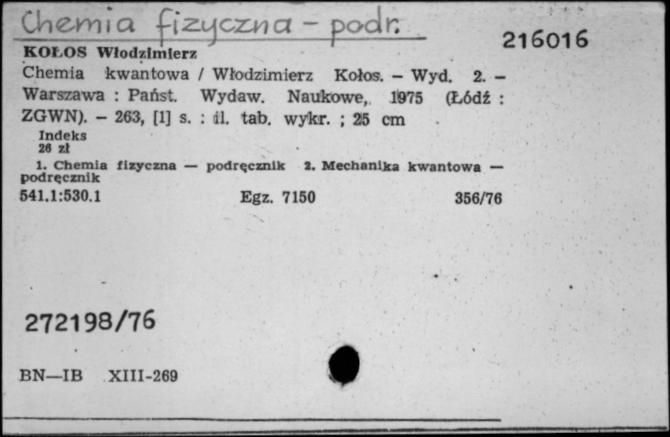 Chemia fizyczna - podr.
216016
KOŁOS Włodzimierz
Chemia kwantowa / Włodzimierz Kołos. — Wyd. 2. —
Warszawa : Państ. Wydaw. Naukowe, 1975 (Łódź :
ZGWN). — 263, [1] s. : il. tab. wykr. ; 25 cm
Indeks
26 zł
1. Chemia fizyczna — podręcznik 2. Mechanika kwantowa —
podręcznik
541.1:530.1 Egz. 7150 356/76
272198/76
BN—IB XIII-269